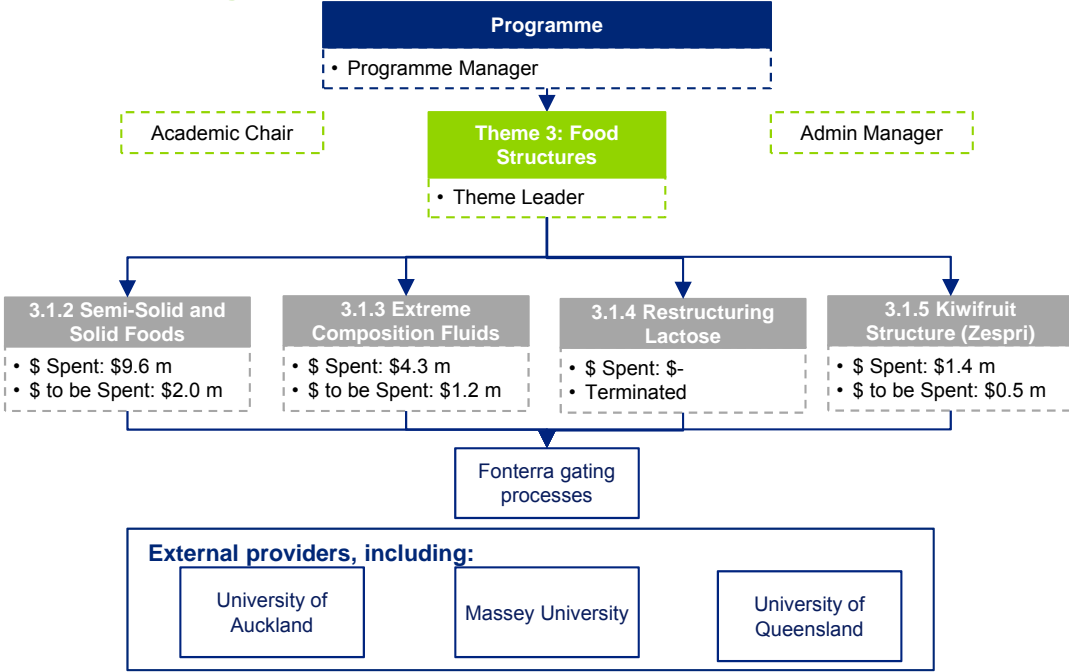 Programme
• Programme Manager
Academic Chair
Theme 3: Food
Structures
Admin Manager
• Theme Leader
3.1.2 Semi-Solid and
Solid Foods
• $ Spent: $9.6 m
• $ to be Spent: $2.0 m
3.1.3 Extreme
Composition Fluids
• $ Spent: $4.3 m
• $ to be Spent: $1.2 m
3.1.4 Restructuring
Lactose
• $ Spent: $-
• Terminated
3.1.5 Kiwifruit
Structure (Zespri)
• $ Spent: $1.4 m
• $ to be Spent: $0.5 m
Fonterra gating
processes
External providers, including:
University of
Auckland
Massey University
University of
Queensland